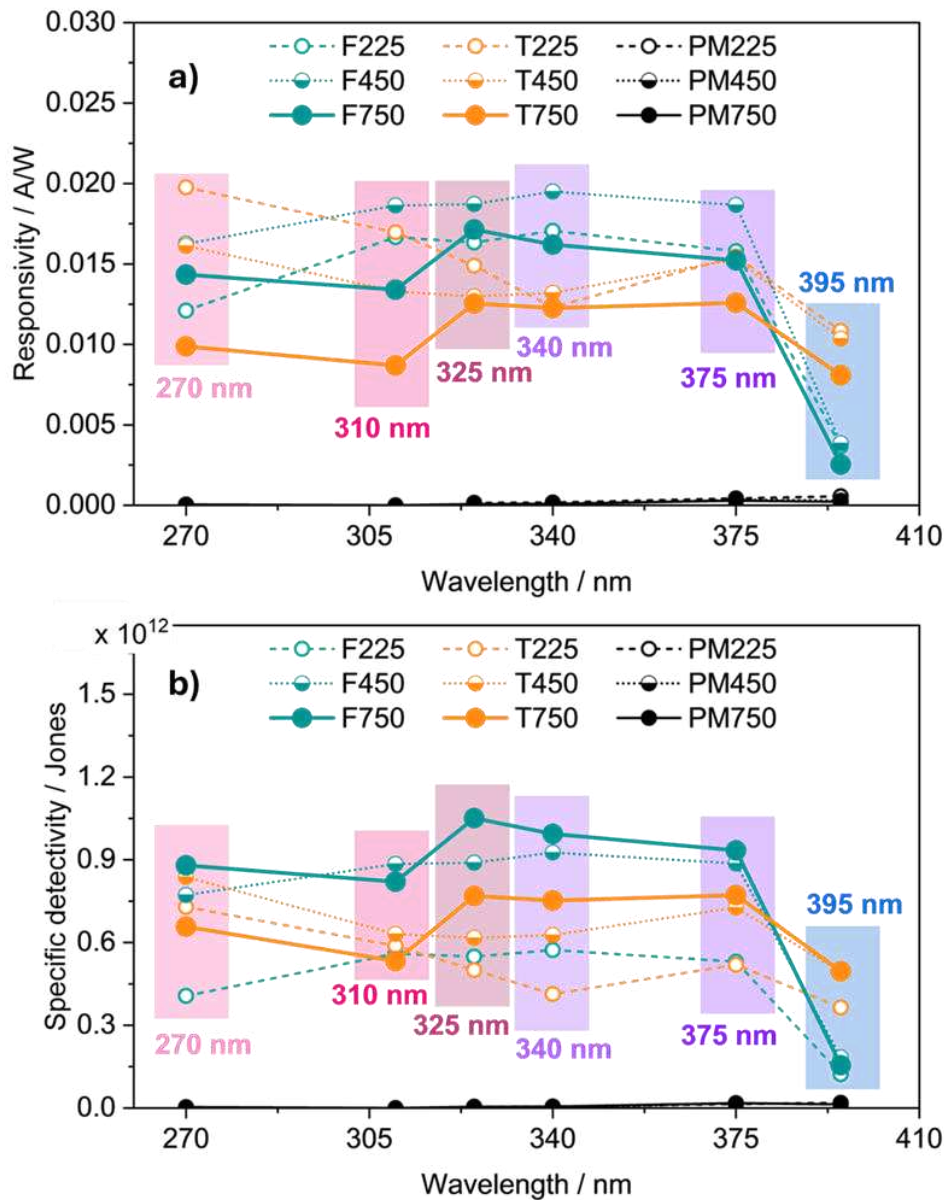 0.030
F225 T225 PM225
a) F450 T450 PM450
0.025
F750 T750 PM750
0.020
Responsivity / A/W
0.015
395 nm
0.010
340 nm
325 nm
270 nm 375 nm
310 nm
0.005
0.000
270 305 340 375 410
Wavelength / nm
x 10¹²
F225 T225 PM225
b) F450 T450 PM450
1.5
F750 T750 PM750
1.2
Specific detectivity / Jones
0.9
395 nm
0.6
310 nm
0.3
325 nm
375 nm
270 nm 340 nm
0.0
270 305 340 375 410
Wavelength / nm